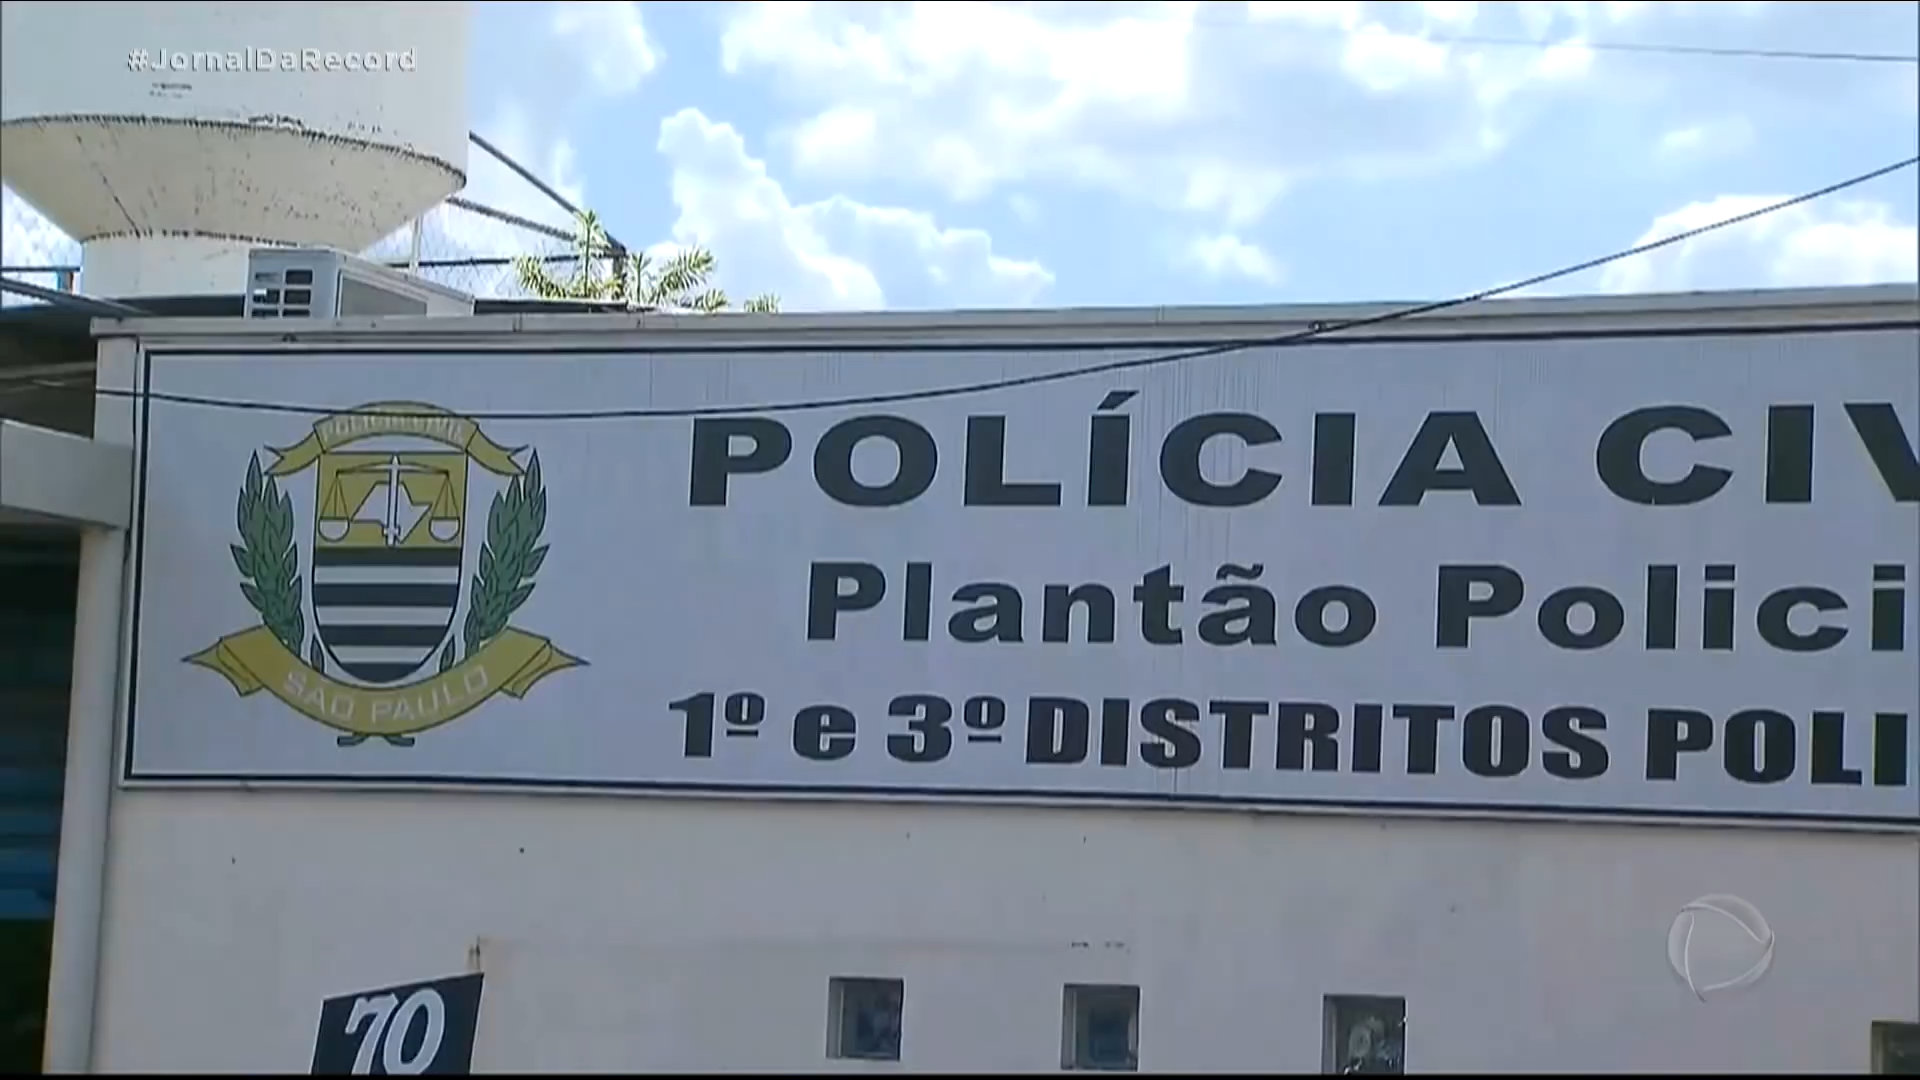 #JornalDaRecord
POLÍCIA CIV
Plantão Polici
1º e 3º DISTRITOS POLI
SÃO PAULO
70